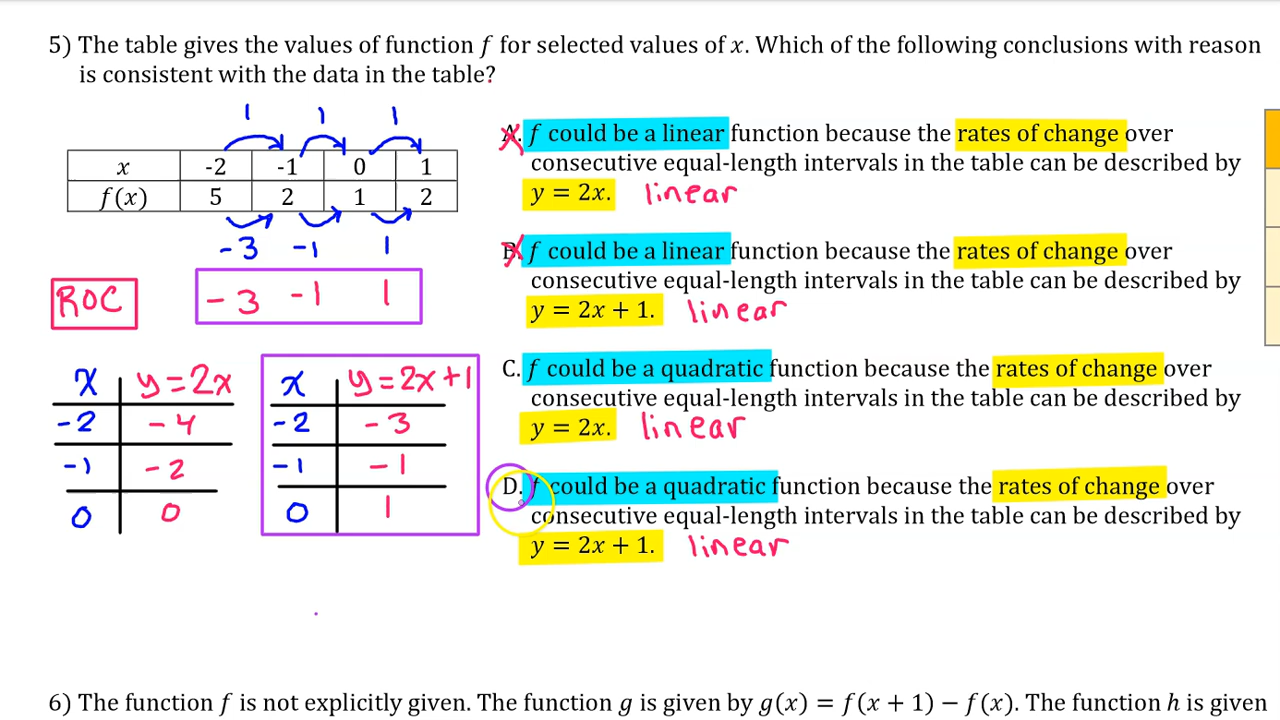 5) The table gives the values of function f for selected values of x. Which of the following conclusions with reason
is consistent with the data in the table?
1 1 1
x -2 -1 0 1
f(x) 5 2 1 2
-3 -1 1
ROC -3 -1 1
x y=2x
-2 -4
-1 -2
0 0
x y=2x+1
-2 -3
-1 -1
0 1
A. f could be a linear function because the rates of change over
consecutive equal-length intervals in the table can be described by
y = 2x. linear
B. f could be a linear function because the rates of change over
consecutive equal-length intervals in the table can be described by
y = 2x + 1. linear
C. f could be a quadratic function because the rates of change over
consecutive equal-length intervals in the table can be described by
y = 2x. linear
D. f could be a quadratic function because the rates of change over
consecutive equal-length intervals in the table can be described by
y = 2x + 1. linear
6) The function f is not explicitly given. The function g is given by g(x) = f(x + 1) − f(x). The function h is given